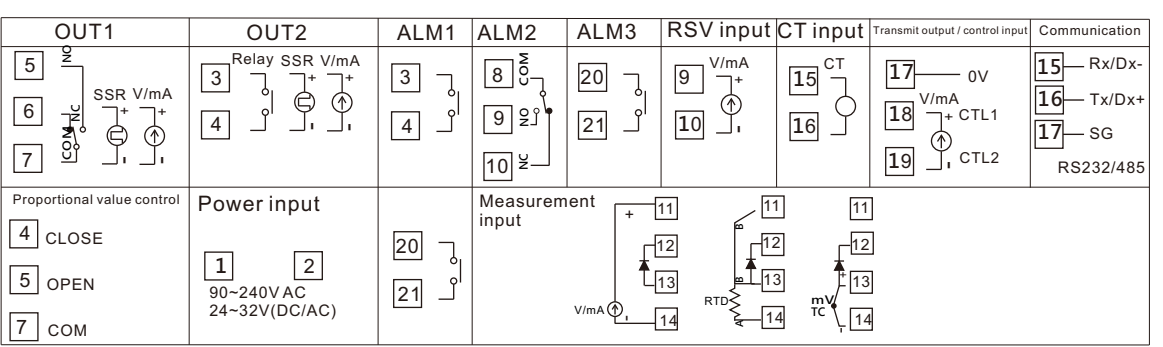 OUT1
OUT2
ALM1
ALM2
ALM3
RSV input
CT input
Transmit output / control input
Communication
5
6
7
NO
NC
COM
SSR V/mA
+ +
- -
Relay SSR V/mA
3
4
+ +
- -
3
4
8
9
10
COM
NO
NC
20
21
9
10
V/mA
+
-
15
16
CT
17 0V
V/mA
18 + CTL1
19 - CTL2
15 Rx/Dx-
16 Tx/Dx+
17 SG
RS232/485
Proportional value control
4 CLOSE
5 OPEN
7 COM
Power input
1 2
90~240V AC
24~32V(DC/AC)
20
21
Measurement
input
+ 11
12
13
V/mA -
14
11
B
12
B 13
RTD
A 14
11
12
+ 13
mV
TC
- 14